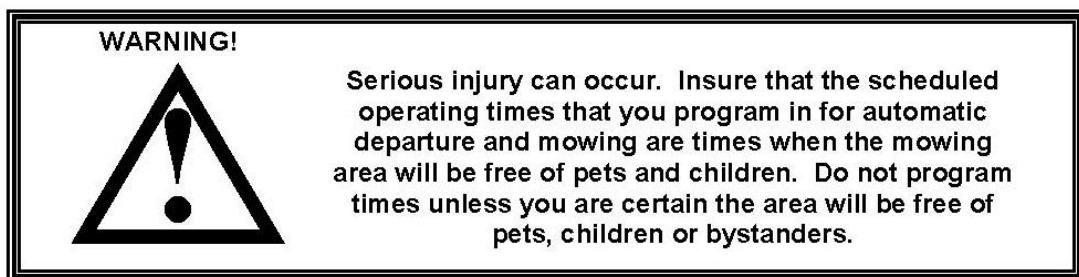 WARNING!
Serious injury can occur.  Insure that the scheduled
operating times that you program in for automatic
departure and mowing are times when the mowing
area will be free of pets and children.  Do not program
times unless you are certain the area will be free of
pets, children or bystanders.